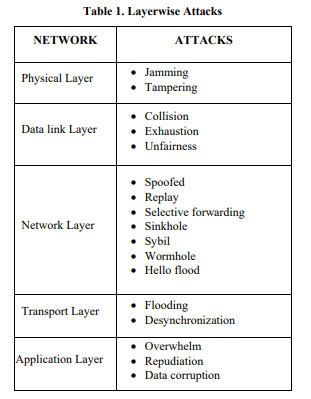 Table 1. Layerwise Attacks
NETWORK
ATTACKS
Physical Layer
• Jamming
• Tampering
Data link Layer
• Collision
• Exhaustion
• Unfairness
Network Layer
• Spoofed
• Replay
• Selective forwarding
• Sinkhole
• Sybil
• Wormhole
• Hello flood
Transport Layer
• Flooding
• Desynchronization
Application Layer
• Overwhelm
• Repudiation
• Data corruption